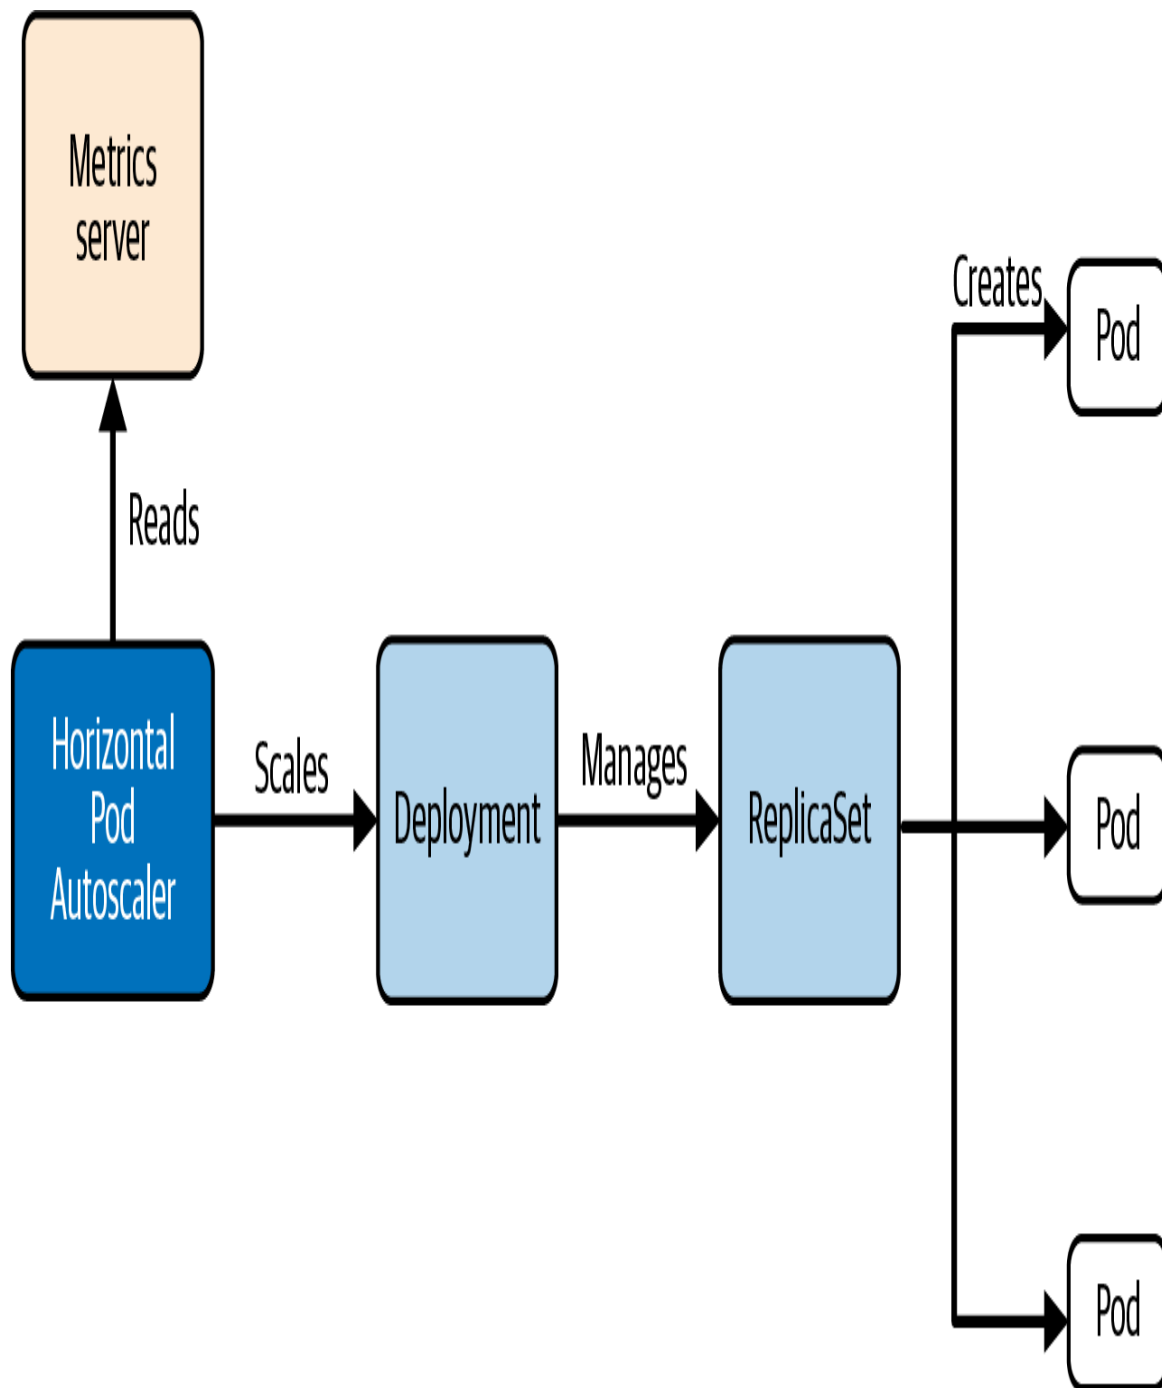 Metrics
server
Reads
Horizontal
Pod
Autoscaler
Scales
Deployment
Manages
ReplicaSet
Creates
Pod
Pod
Pod